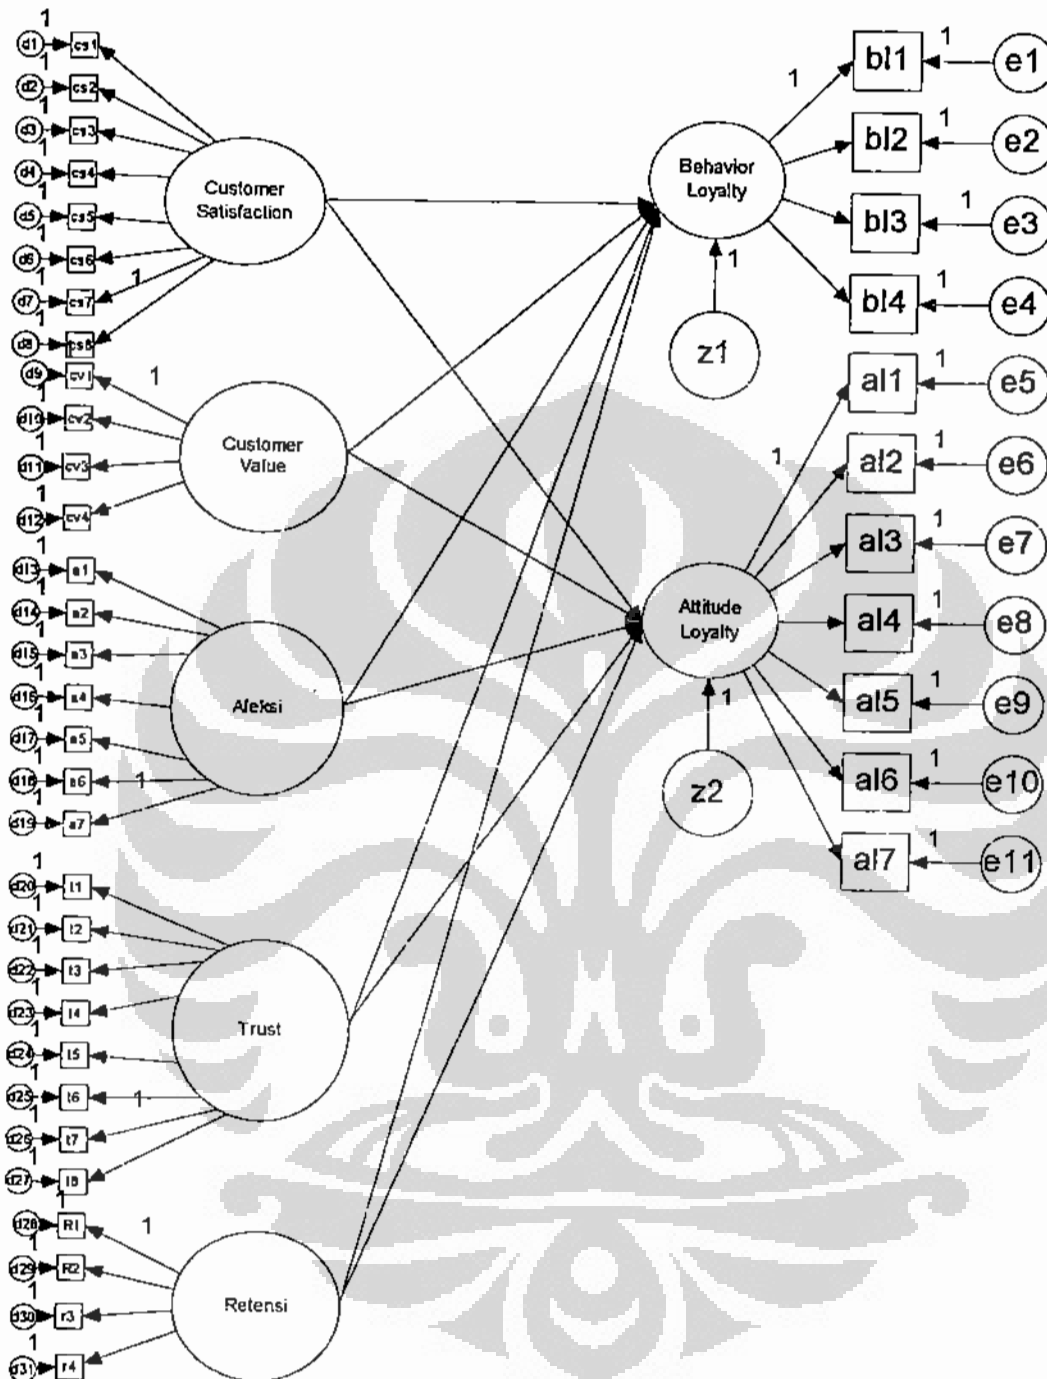 1
d1 cs1
1
d2 cs2
1
d3 cs3
1
d4 cs4
1
d5 cs5
1
d6 cs6
1
d7 cs7
1
d8 cs8
1
Customer
Satisfaction
d9 cv1
1
1
d10 cv2
1
d11 cv3
1
d12 cv4
Customer
Value
1
d13 a1
1
d14 a2
1
d15 a3
1
d16 a4
1
d17 a5
1
d18 a6
1
1
d19 a7
Afeksi
1
d20 t1
1
d21 t2
1
d22 t3
1
d23 t4
1
d24 t5
1
d25 t6
1
1
d26 t7
1
d27 t8
Trust
1
d28 R1
1
1
d29 R2
1
d30 r3
1
d31 r4
Retensi
Behavior
Loyalty
1
z1
1
bl1 1 e1
bl2 1 e2
bl3 1 e3
bl4 1 e4
Attitude
Loyalty
1
z2
1
al1 1 e5
al2 1 e6
al3 1 e7
al4 1 e8
al5 1 e9
al6 1 e10
al7 1 e11